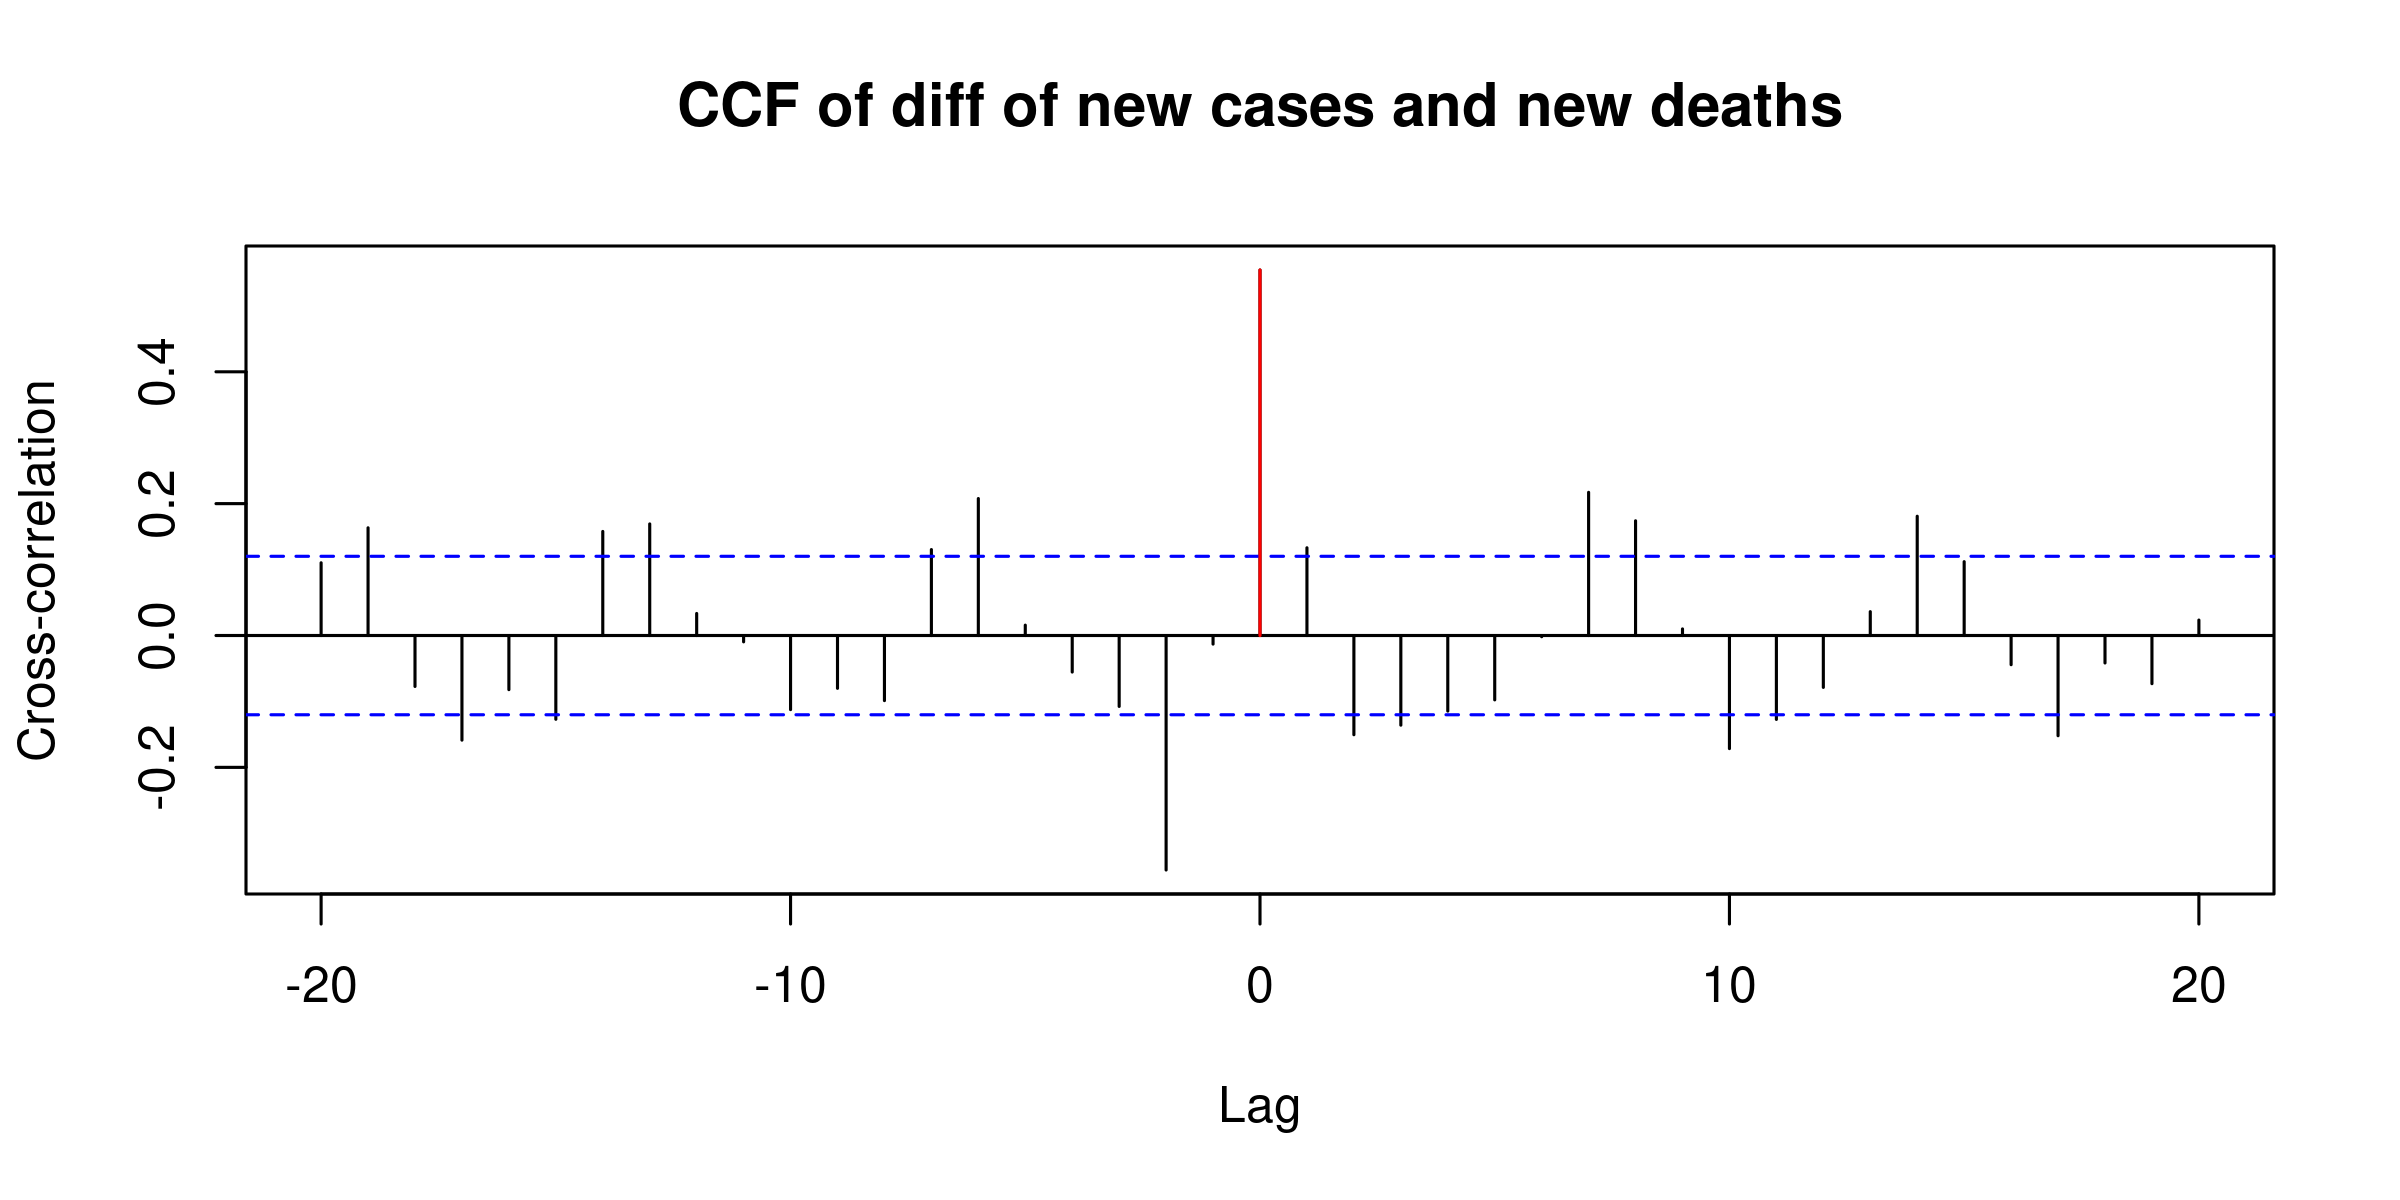 CCF of diff of new cases and new deaths
Cross-correlation
0.4
0.2
0.0
-0.2
-20 -10 0 10 20
Lag